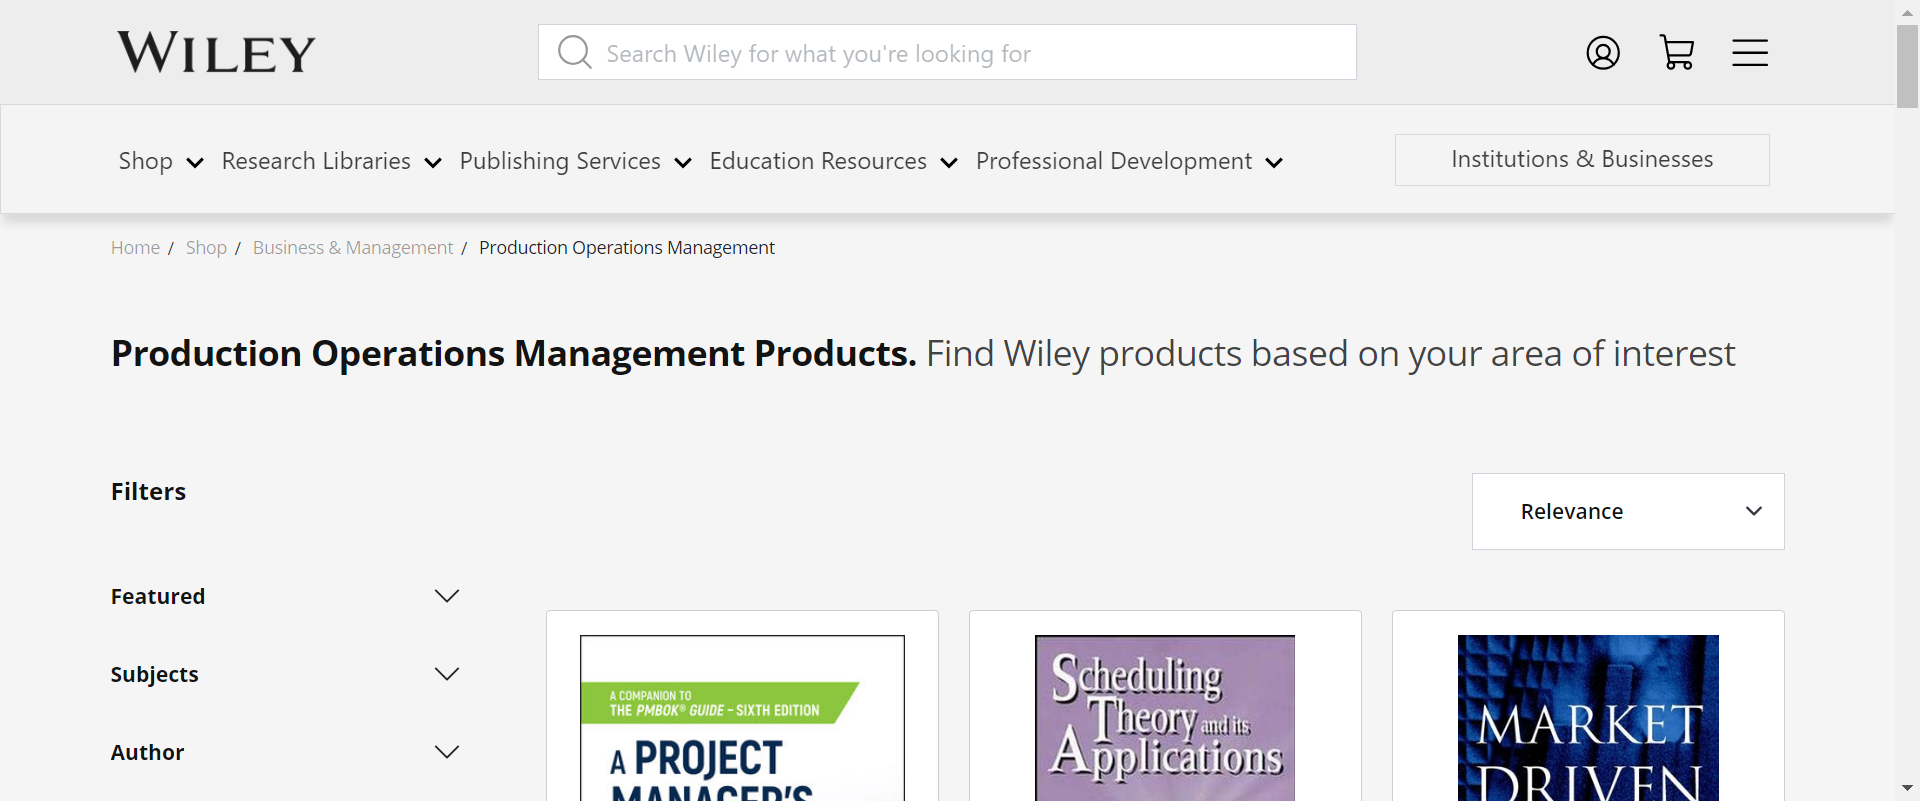 WILEY
Search Wiley for what you're looking for
Shop Research Libraries Publishing Services Education Resources Professional Development Institutions & Businesses
Home / Shop / Business & Management / Production Operations Management
Production Operations Management Products. Find Wiley products based on your area of interest
Filters
Relevance
Featured
Subjects
Author
A COMPANION TO
THE PMBOK® GUIDE – SIXTH EDITION
A PROJECT
MANAGER'S
Scheduling
Theory and its
Applications
MARKET
DRIVEN